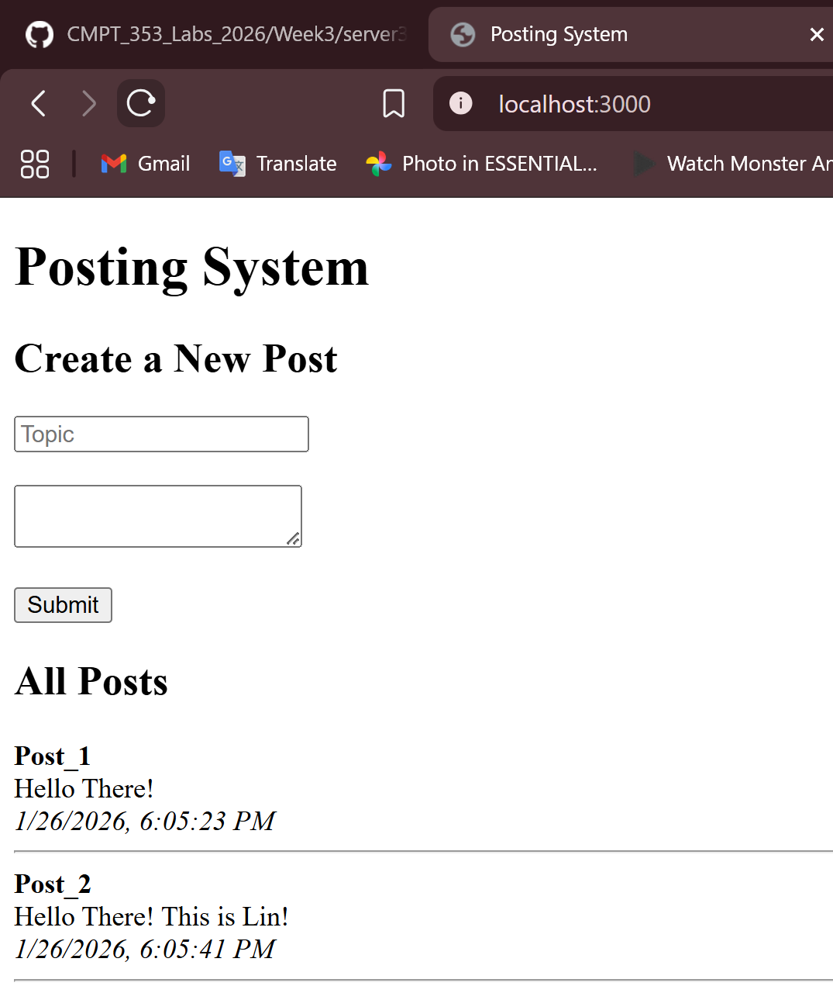 CMPT_353_Labs_2026/Week3/server3
Posting System
localhost:3000
Gmail
Translate
Photo in ESSENTIAL...
Watch Monster An
Posting System
Create a New Post
Topic
Submit
All Posts
Post_1
Hello There!
1/26/2026, 6:05:23 PM
Post_2
Hello There! This is Lin!
1/26/2026, 6:05:41 PM